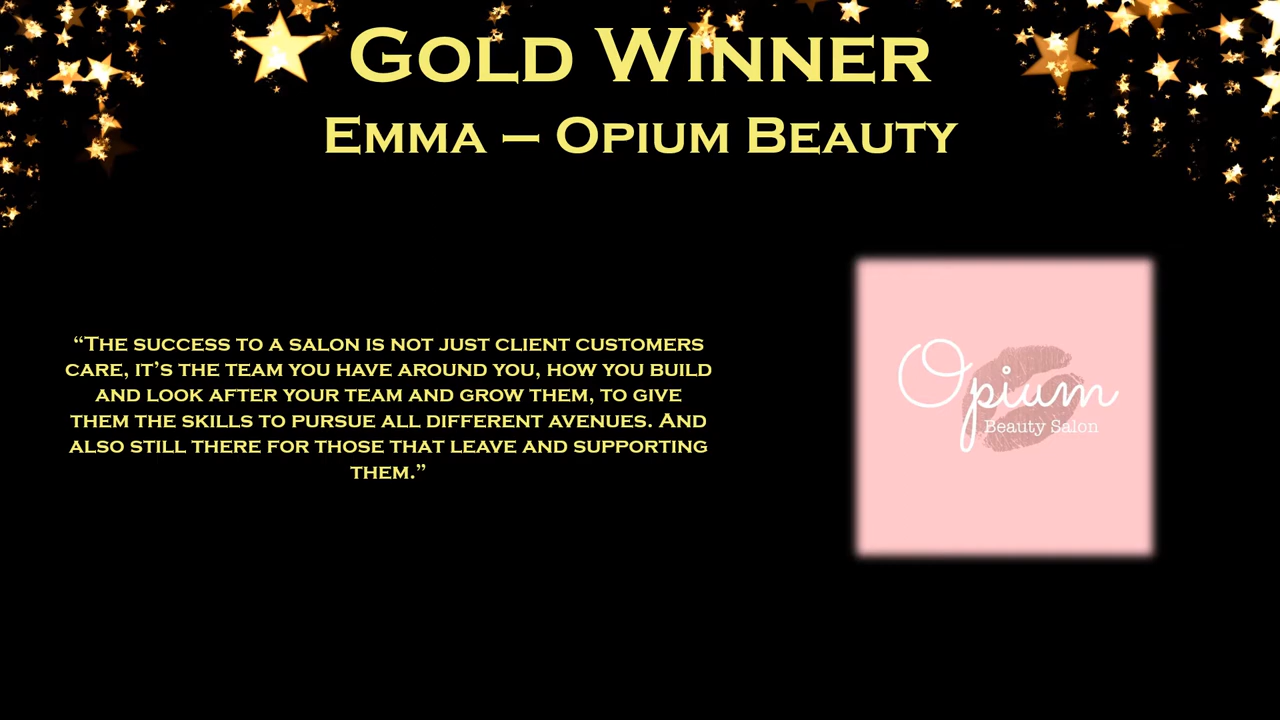 Gold Winner
Emma – Opium Beauty
“The success to a salon is not just client customers
care, it’s the team you have around you, how you build
and look after your team and grow them, to give
them the skills to pursue all different avenues. And
also still there for those that leave and supporting
them.”
Opium
Beauty Salon